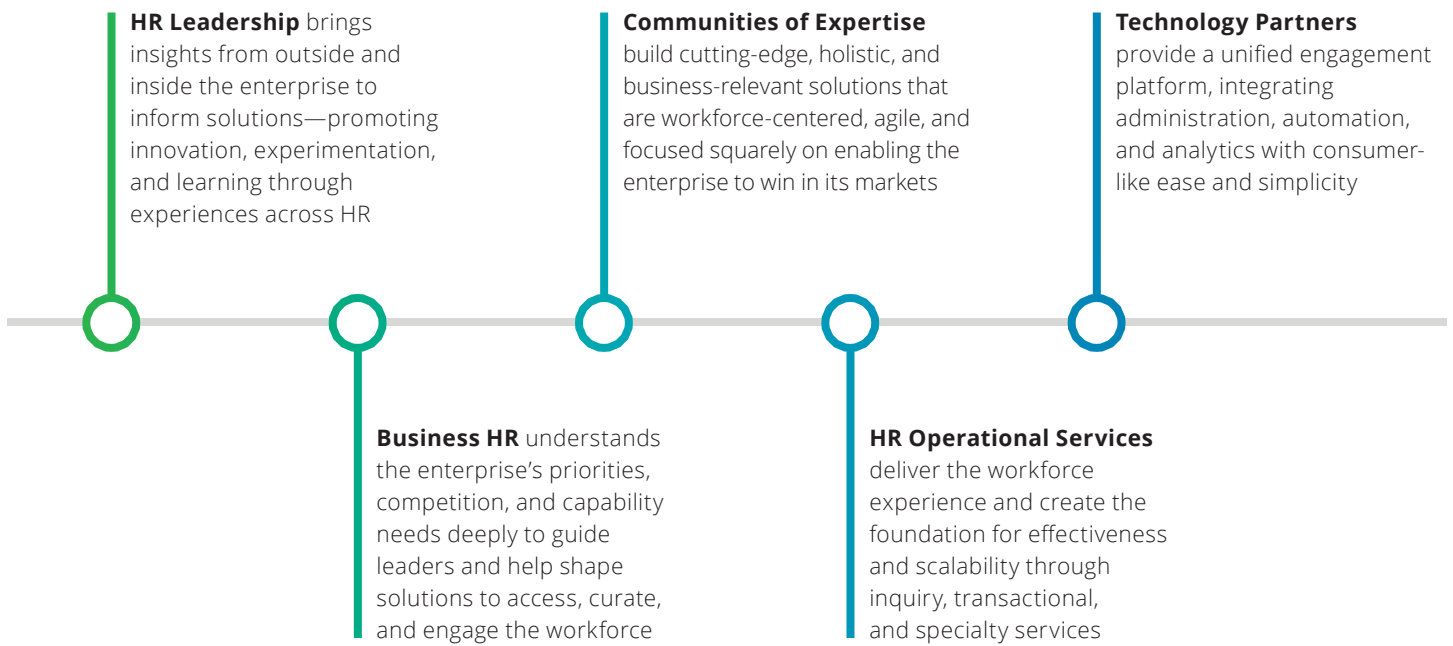 HR Leadership brings
insights from outside and
inside the enterprise to
inform solutions—promoting
innovation, experimentation,
and learning through
experiences across HR
Business HR understands
the enterprise’s priorities,
competition, and capability
needs deeply to guide
leaders and help shape
solutions to access, curate,
and engage the workforce
Communities of Expertise
build cutting-edge, holistic, and
business-relevant solutions that
are workforce-centered, agile, and
focused squarely on enabling the
enterprise to win in its markets
HR Operational Services
deliver the workforce
experience and create the
foundation for effectiveness
and scalability through
inquiry, transactional,
and specialty services
Technology Partners
provide a unified engagement
platform, integrating
administration, automation,
and analytics with consumer-
like ease and simplicity